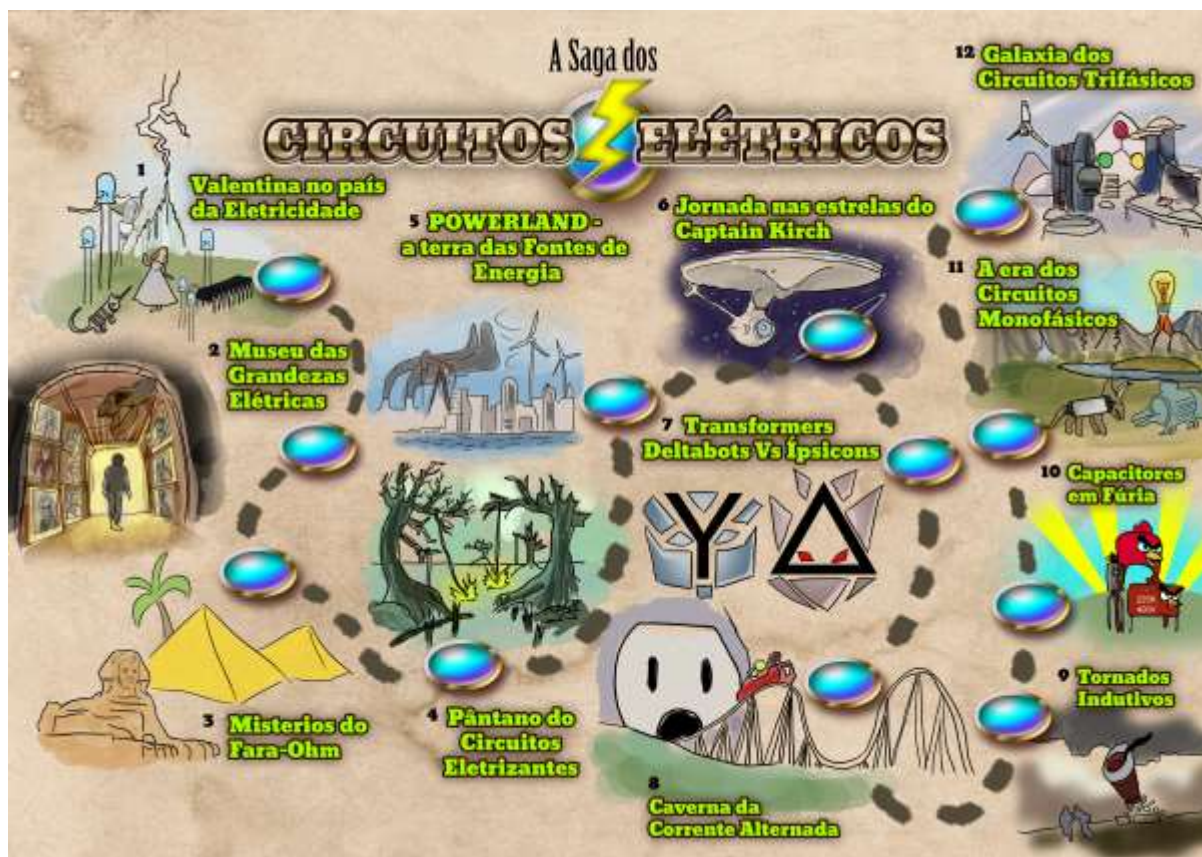 A Saga dos
CIRCUITOS ELÉTRICOS
1
Valentina no país
da Eletricidade
2 Museu das
Grandezas
Elétricas
3 Misterios do
Fara-Ohm
4 Pântano do
Circuitos
Eletrizantes
5 POWERLAND -
a terra das Fontes de
Energia
6 Jornada nas estrelas do
Captain Kirch
7 Transformers
Deltabots Vs Ípsicons
Y Δ
8
Caverna da
Corrente Alternada
9 Tornados
Indutivos
10 Capacitores
em Fúria
11 A era dos
Circuitos
Monofásicos
12 Galaxia dos
Circuitos Trifásicos